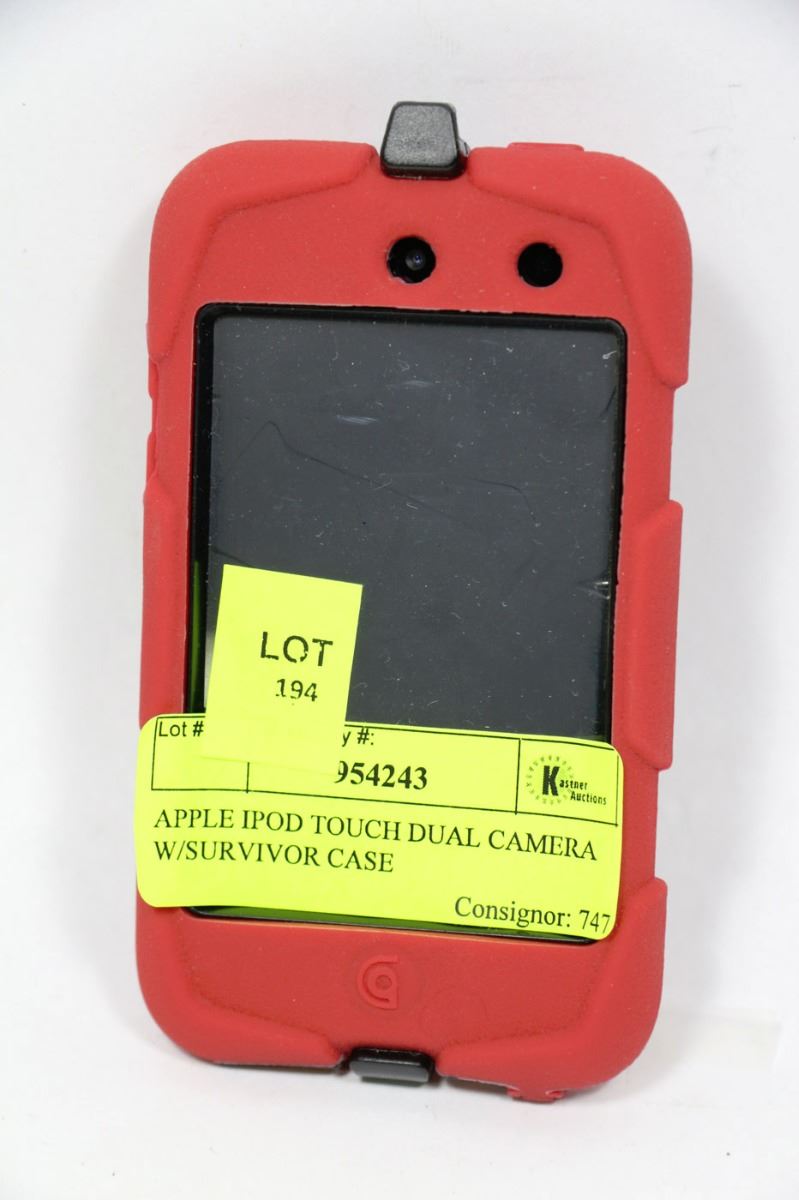 LOT
194
Lot # y #:
954243
Kastner
Auctions
APPLE IPOD TOUCH DUAL CAMERA
W/SURVIVOR CASE
Consignor: 747